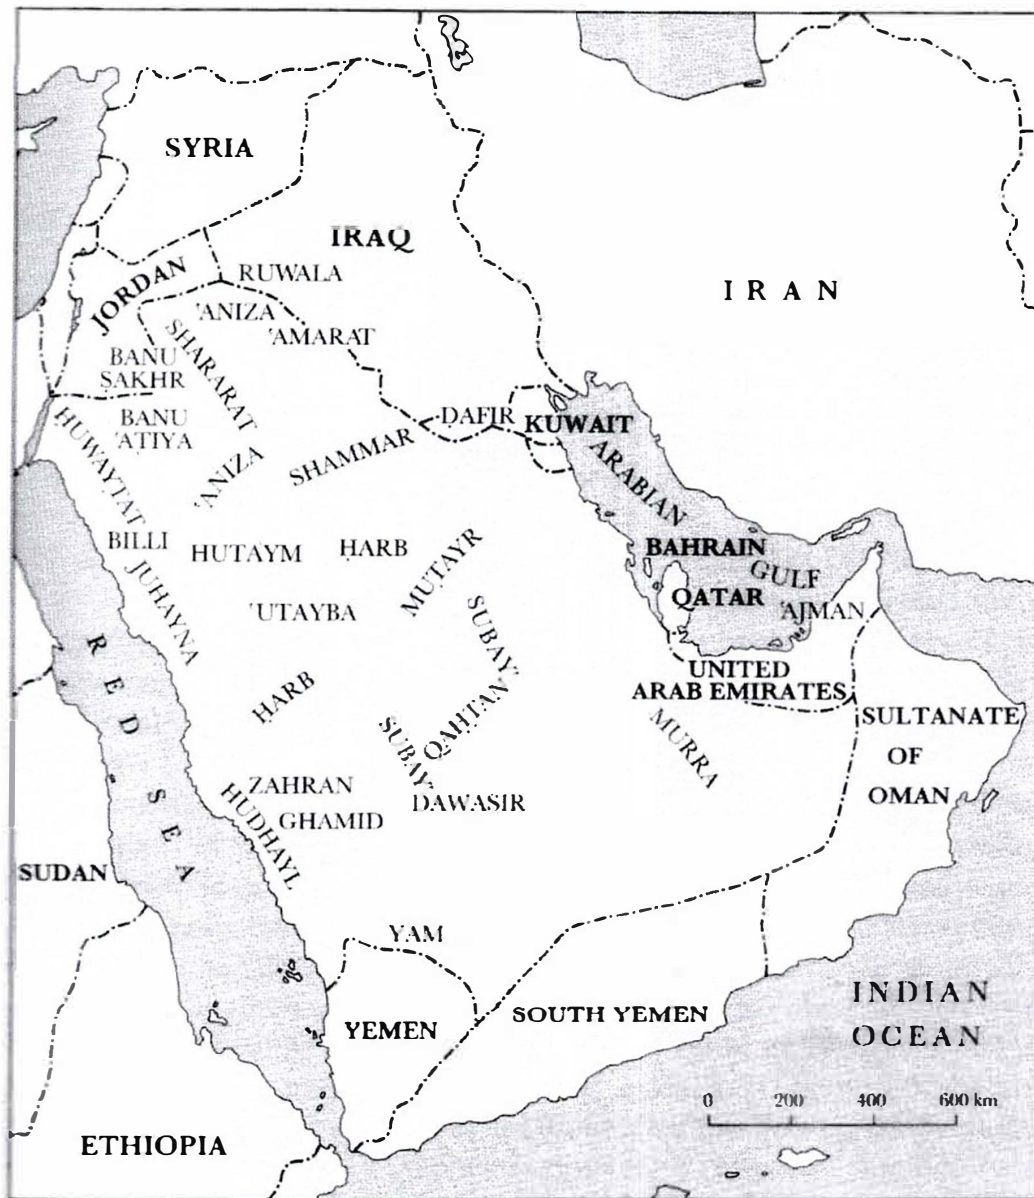 SYRIA
IRAQ
IRAN
JORDAN
RUWALA
'ANIZA
'AMARAT
SHARARAT
BANU
SAKHR
BANU
'ATIYA
DAFIR
KUWAIT
HUWAYTAT
'ANIZA
SHAMMAR
ARABIAN
GULF
BILLI
HUTAYM
HARB
MUTAYR
BAHRAIN
QATAR
'AJMAN
JUHAYNA
'UTAYBA
SUBAY'
RED SEA
HARB
UNITED
ARAB EMIRATES
QAHTAN
SUBAY'
MURRA
SULTANATE
OF
OMAN
ZAHRAN
GHAMID
DAWASIR
HUDHAYL
SUDAN
YAM
YEMEN
SOUTH YEMEN
INDIAN
OCEAN
0 200 400 600 km
ETHIOPIA